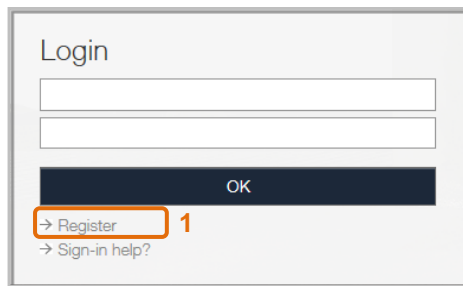 Login
OK
→ Register 1
→ Sign-in help?